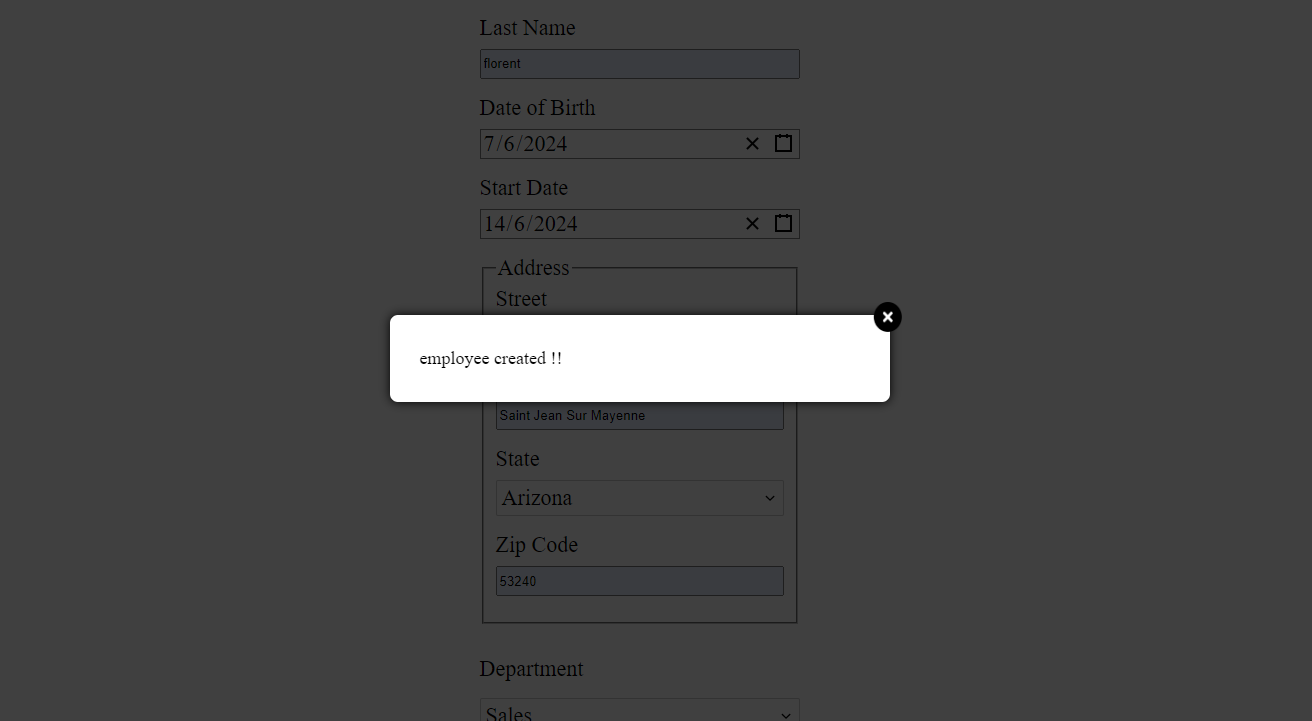 Last Name
florent
Date of Birth
7/6/2024
Start Date
14/6/2024
Address
Street
employee created !!
Saint Jean Sur Mayenne
State
Arizona
Zip Code
53240
Department
Sales